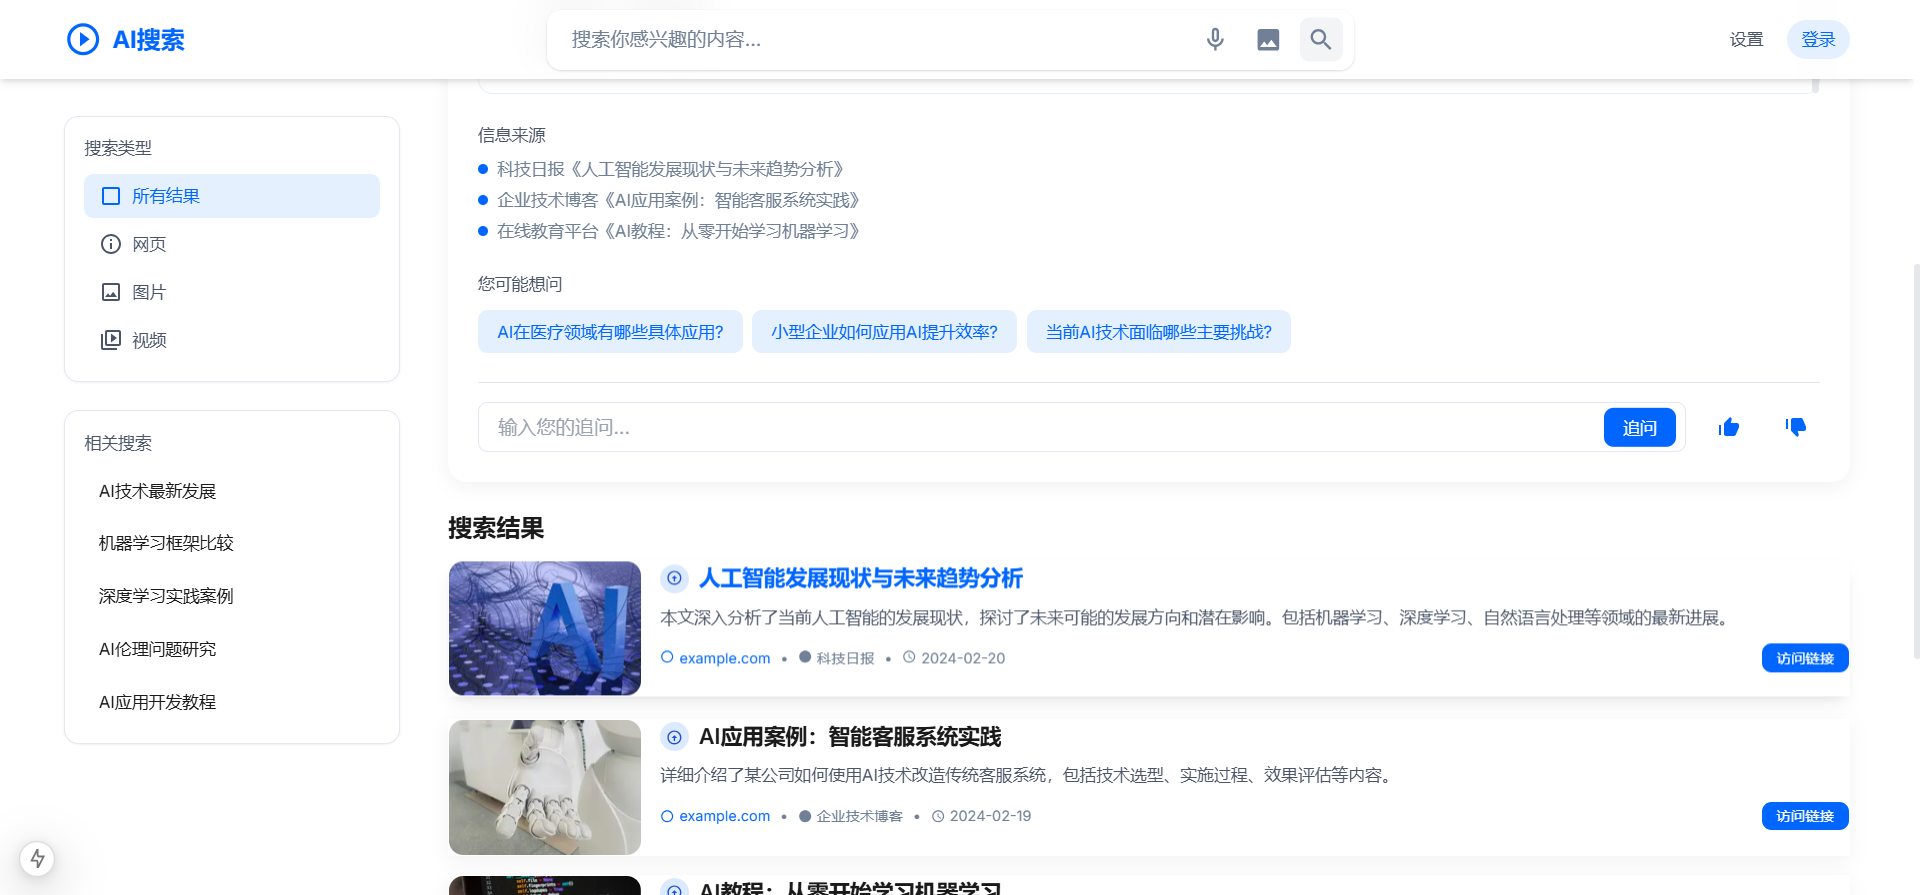 AI搜索
搜索你感兴趣的内容...
设置
登录
搜索类型
所有结果
网页
图片
视频
相关搜索
AI技术最新发展
机器学习框架比较
深度学习实践案例
AI伦理问题研究
AI应用开发教程
信息来源
科技日报《人工智能发展现状与未来趋势分析》
企业技术博客《AI应用案例：智能客服系统实践》
在线教育平台《AI教程：从零开始学习机器学习》
您可能想问
AI在医疗领域有哪些具体应用?
小型企业如何应用AI提升效率?
当前AI技术面临哪些主要挑战?
输入您的追问...
追问
搜索结果
AI
人工智能发展现状与未来趋势分析
本文深入分析了当前人工智能的发展现状，探讨了未来可能的发展方向和潜在影响。包括机器学习、深度学习、自然语言处理等领域的最新进展。
example.com • 科技日报 • 2024-02-20
访问链接
AI应用案例：智能客服系统实践
详细介绍了某公司如何使用AI技术改造传统客服系统，包括技术选型、实施过程、效果评估等内容。
example.com • 企业技术博客 • 2024-02-19
访问链接
AI教程：从零开始学习机器学习